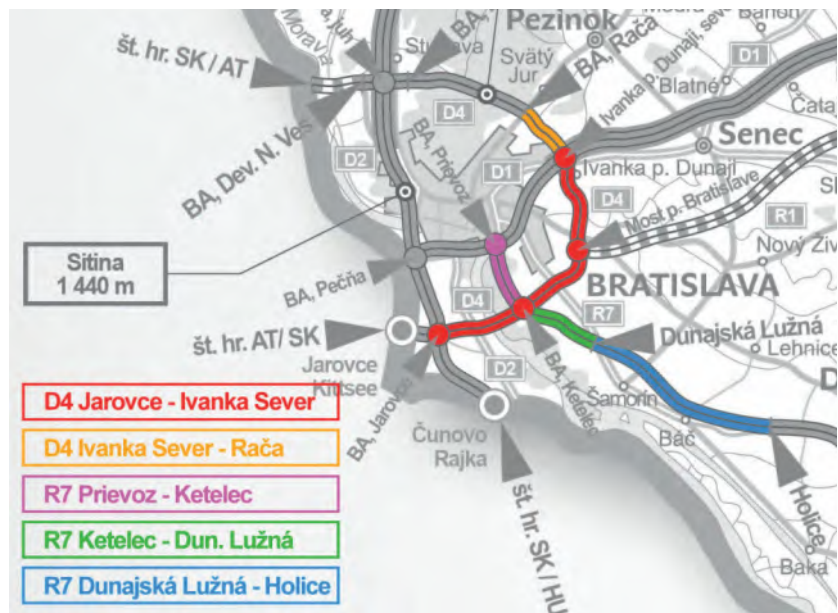 Morava
juh
Stupava
BA,
Pezinok
Svätý
Jur
BA, Rača
Ivanka p. Dunaji, sever
D1
Blatné
Čata
Senec
št. hr. SK / AT
BA, Dev. N. Ves
D4
D2
BA, Prievoz
D1
Ivanka p. Dunaji
D4
Most p. Bratislave
R1
Nový Živ
Sitina
1 440 m
BA, Pečňa
BRATISLAVA
D4
R7
Dunajská Lužná
Lehnice
št. hr. AT/ SK
Jarovce
Kittsee
BA, Jarovce
D2
BA, Ketelec
Šamorín
Báč
Čunovo
Rajka
Holice
št. hr. SK / HU
Baka
D4 Jarovce - Ivanka Sever
D4 Ivanka Sever - Rača
R7 Prievoz - Ketelec
R7 Ketelec - Dun. Lužná
R7 Dunajská Lužná - Holice